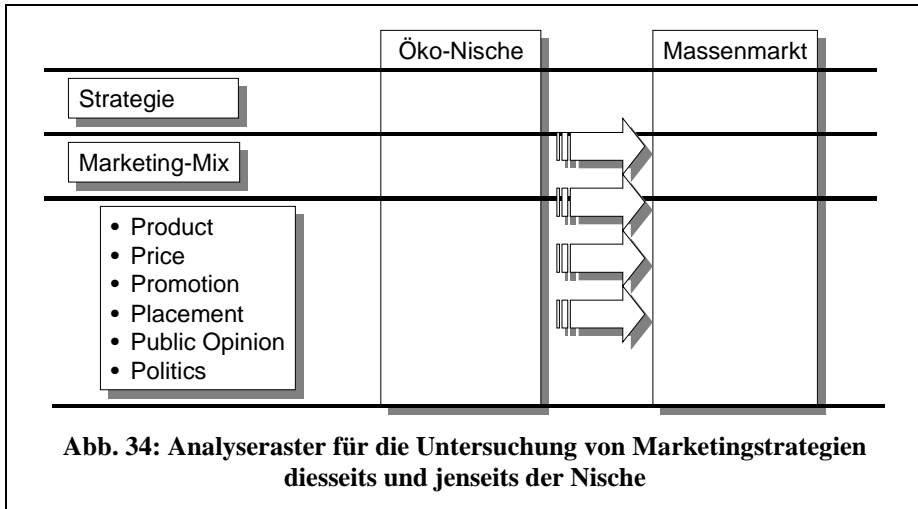 Öko-Nische
Massenmarkt
Strategie
Marketing-Mix
• Product
• Price
• Promotion
• Placement
• Public Opinion
• Politics
Abb. 34: Analyseraster für die Untersuchung von Marketingstrategien
diesseits und jenseits der Nische